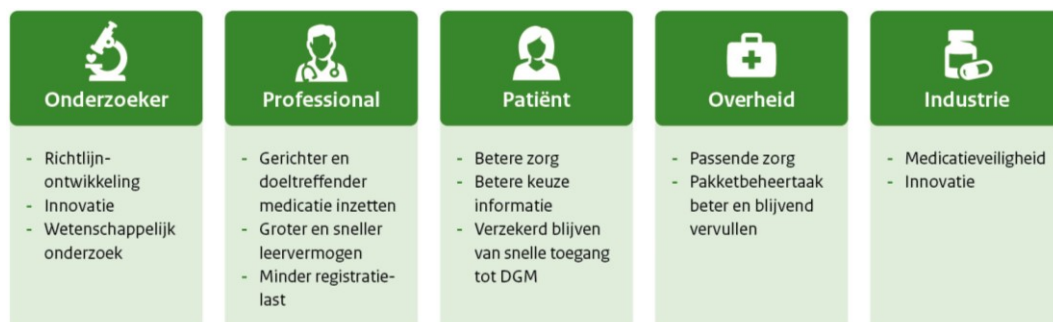 Onderzoeker
- Richtlijn-
ontwikkeling
- Innovatie
- Wetenschappelijk
onderzoek
Professional
- Gerichter en
doeltreffender
medicatie inzetten
- Groter en sneller
leervermogen
- Minder registratie-
last
Patiënt
- Betere zorg
- Betere keuze
informatie
- Verzekerd blijven
van snelle toegang
tot DGM
Overheid
- Passende zorg
- Pakketbeheertaak
beter en blijvend
vervullen
Industrie
- Medicatieveiligheid
- Innovatie